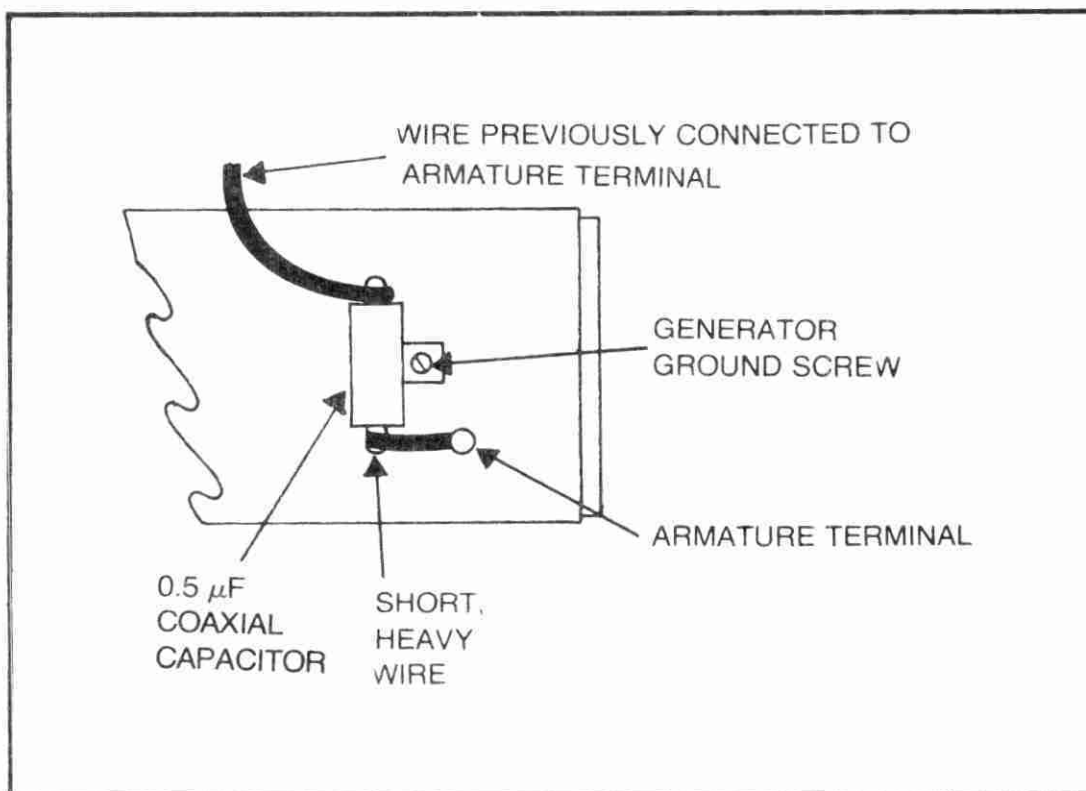 WIRE PREVIOUSLY CONNECTED TO
ARMATURE TERMINAL
GENERATOR
GROUND SCREW
ARMATURE TERMINAL
0.5 μF
COAXIAL
CAPACITOR
SHORT,
HEAVY
WIRE